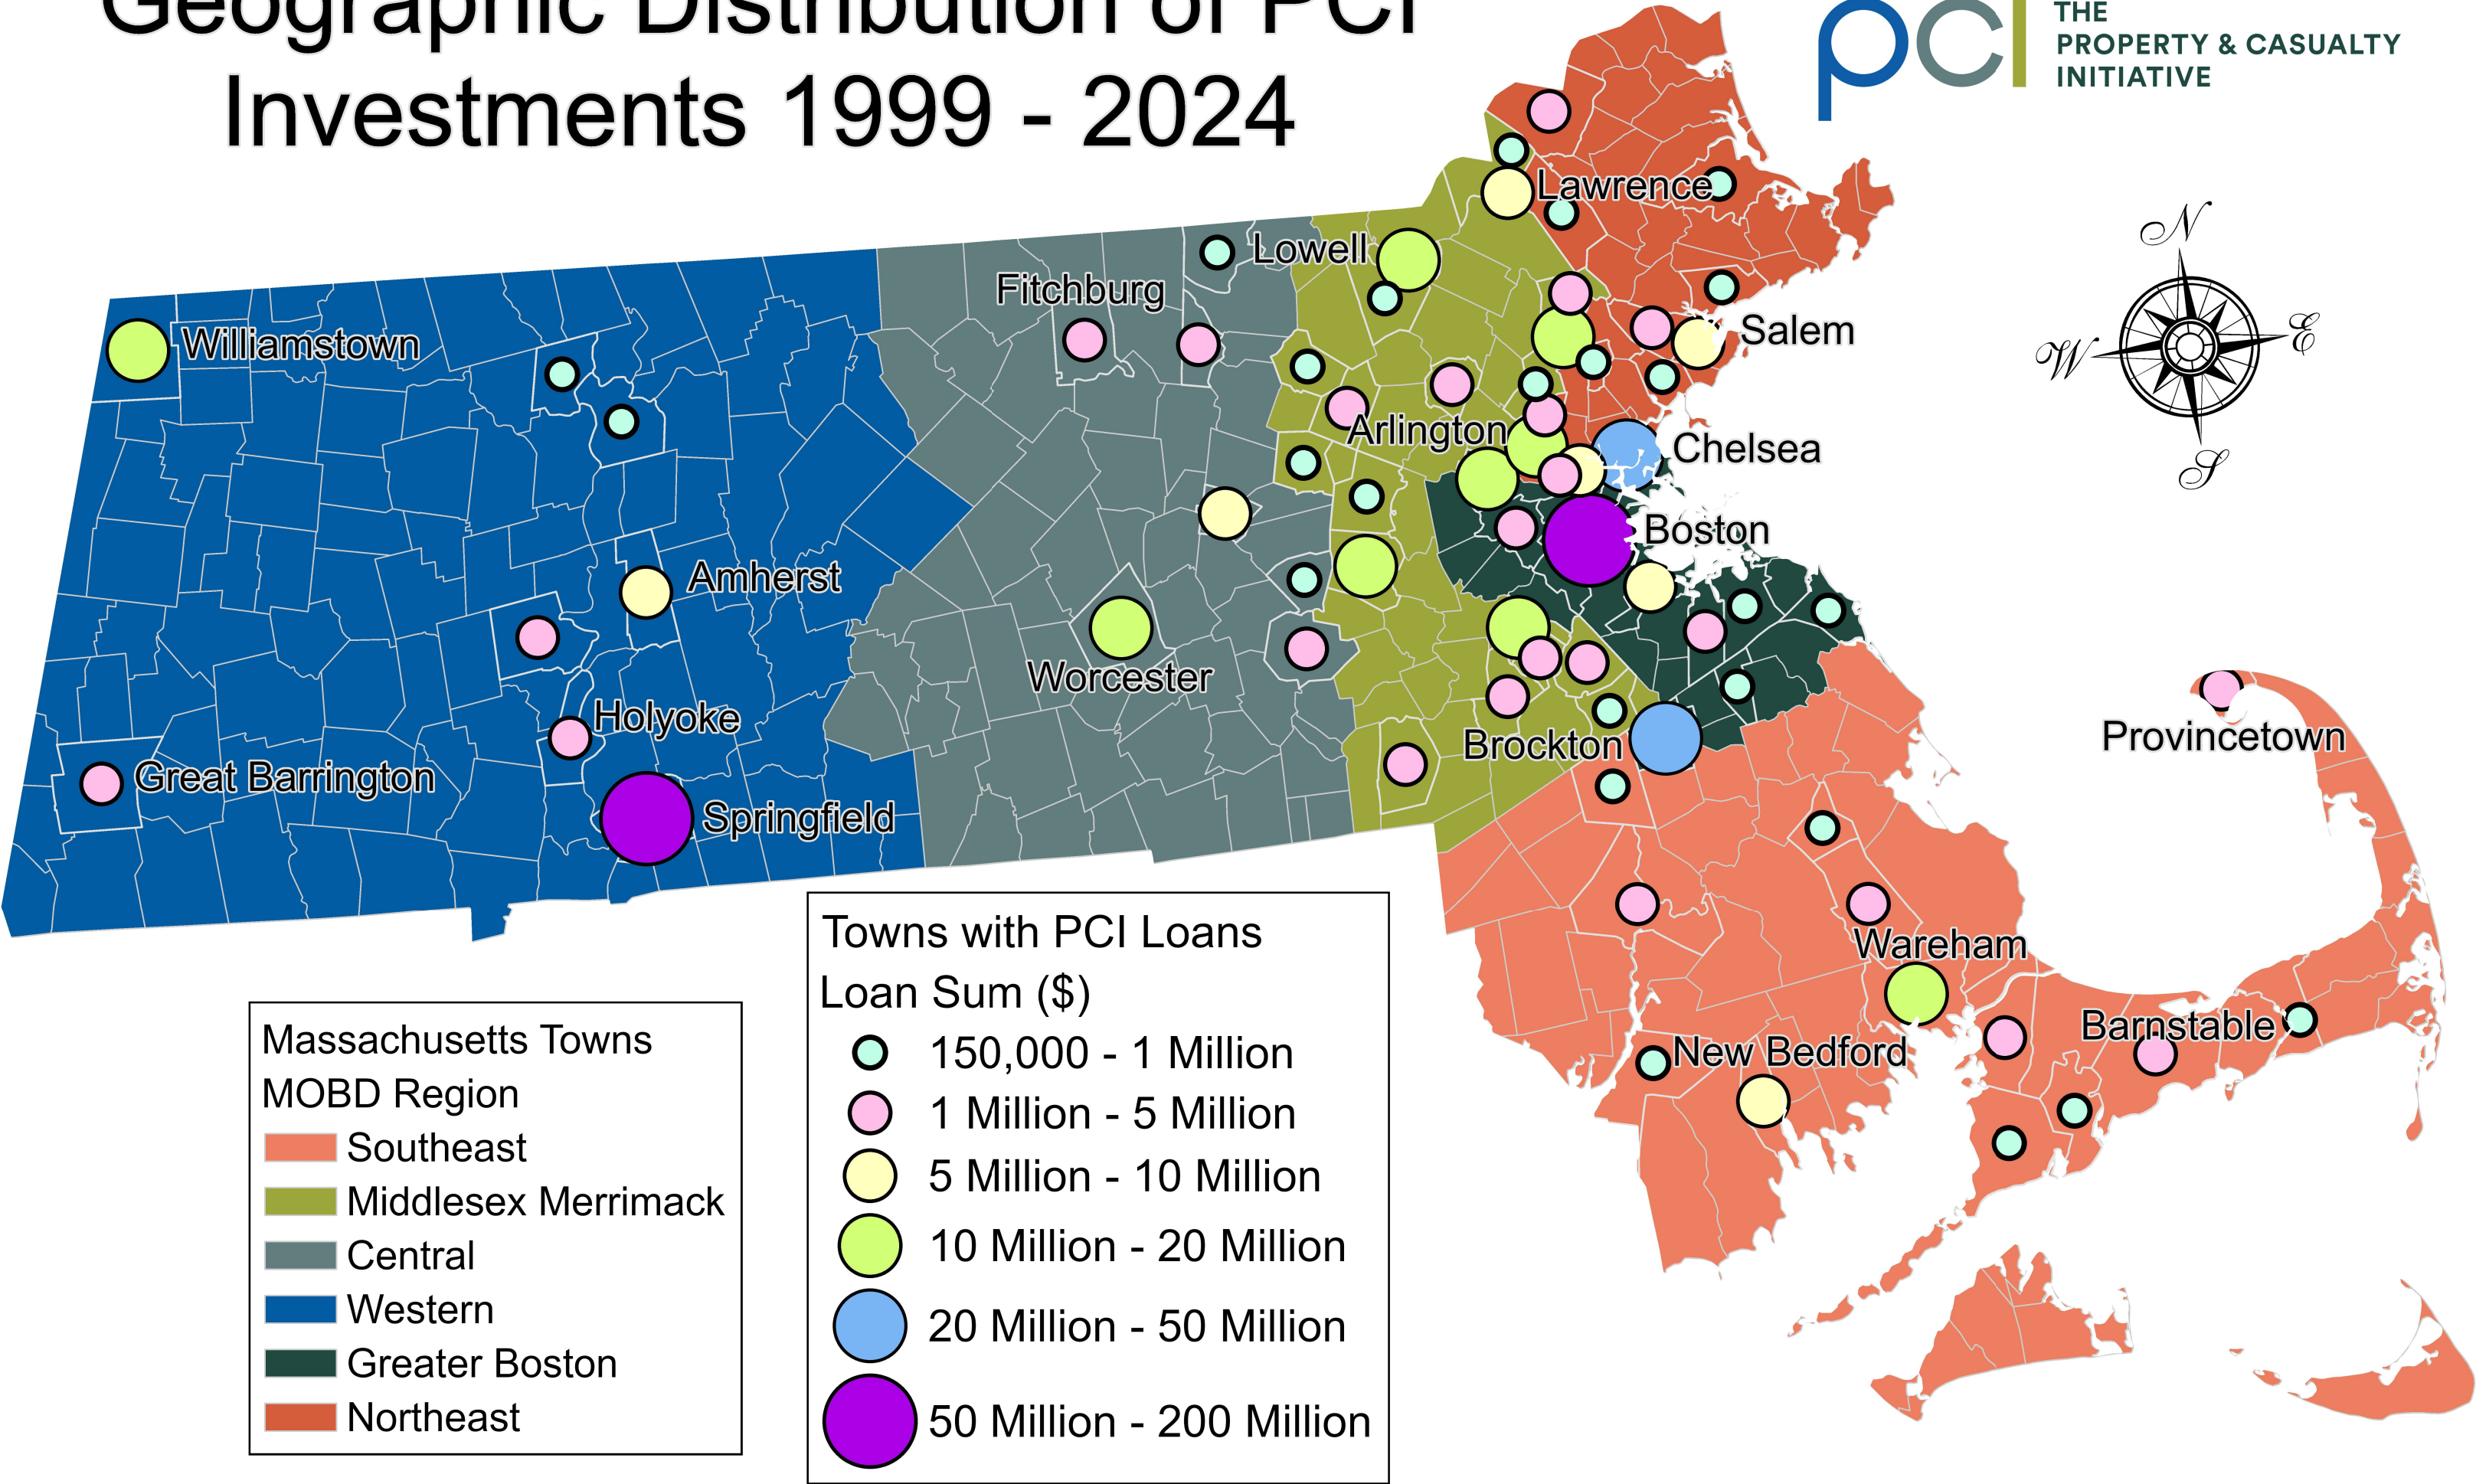 Geographic Distribution of PCI
Investments 1999 - 2024
pci
THE
PROPERTY & CASUALTY
INITIATIVE
N
W
E
S
Lawrence
Lowell
Fitchburg
Williamstown
Salem
Arlington
Chelsea
Boston
Amherst
Worcester
Holyoke
Brockton
Provincetown
Great Barrington
Springfield
Wareham
Barnstable
New Bedford
Massachusetts Towns
MOBD Region
Southeast
Middlesex Merrimack
Central
Western
Greater Boston
Northeast
Towns with PCI Loans
Loan Sum ($)
150,000 - 1 Million
1 Million - 5 Million
5 Million - 10 Million
10 Million - 20 Million
20 Million - 50 Million
50 Million - 200 Million